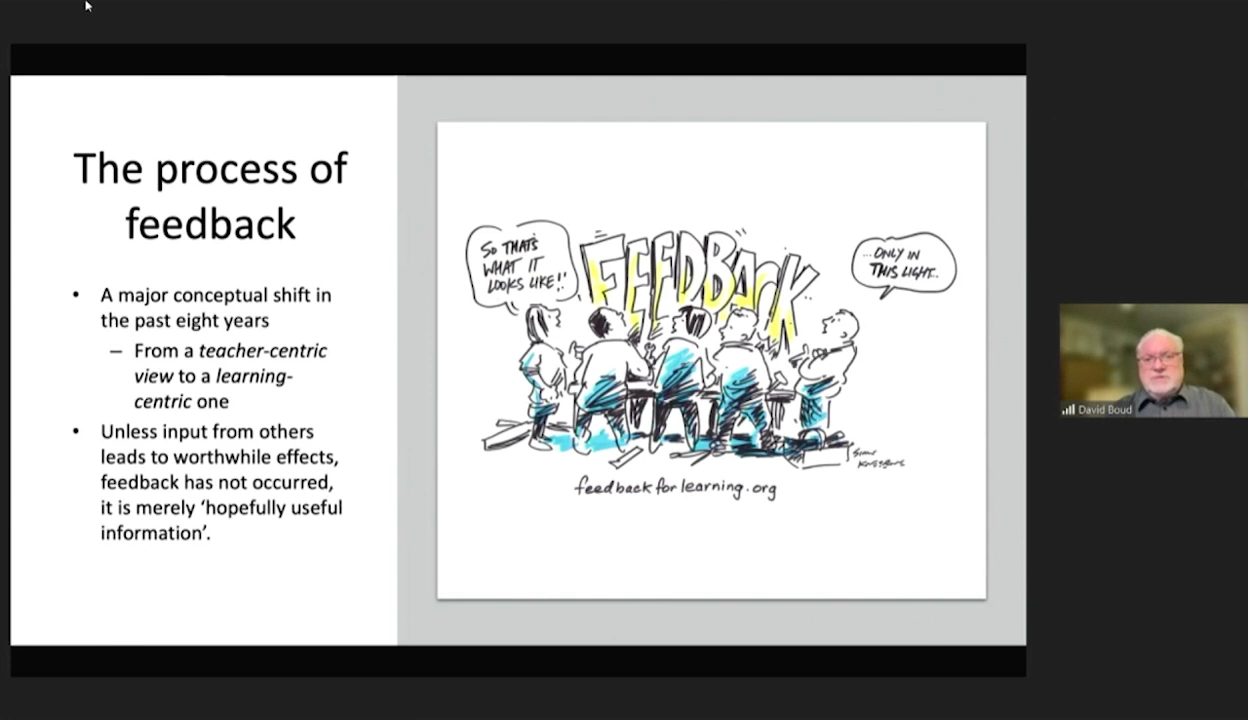 The process of
feedback
• A major conceptual shift in
the past eight years
– From a teacher-centric
view to a learning-
centric one
• Unless input from others
leads to worthwhile effects,
feedback has not occurred,
it is merely ‘hopefully useful
information’.
SO THAT'S
WHAT IT
LOOKS LIKE!!
FEEDBACK
...ONLY IN
THIS LIGHT..
feedbackforlearning.org
David Boud